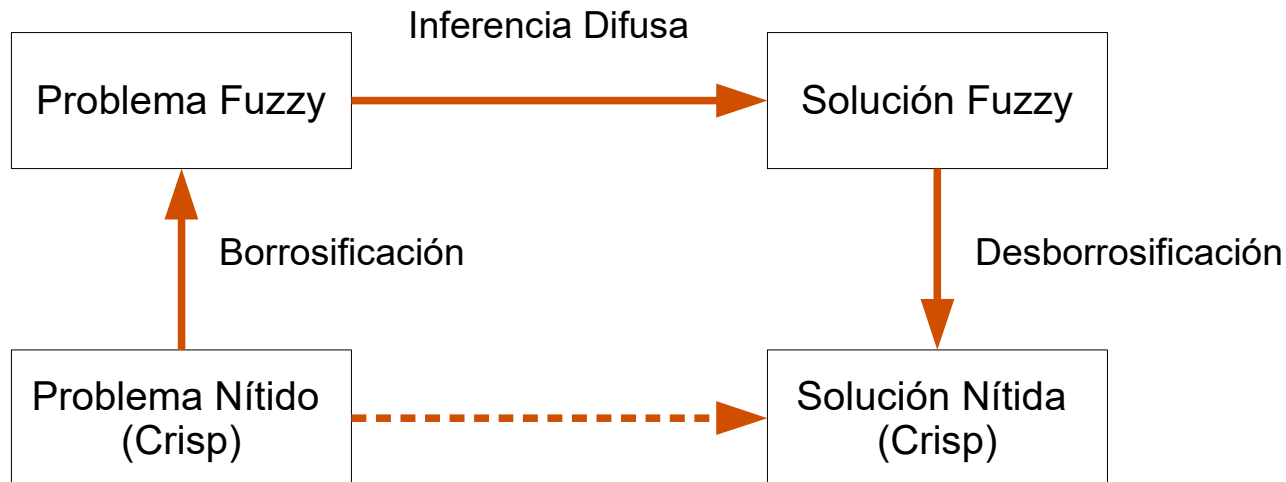 Inferencia Difusa
Problema Fuzzy
Solución Fuzzy
Borrosificación
Desborrosificación
Problema Nítido
(Crisp)
Solución Nítida
(Crisp)